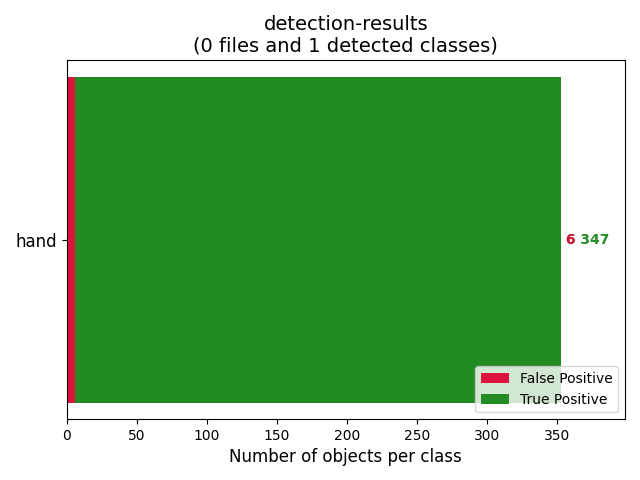 detection-results
(0 files and 1 detected classes)
hand
6 347
False Positive
True Positive
0 50 100 150 200 250 300 350
Number of objects per class